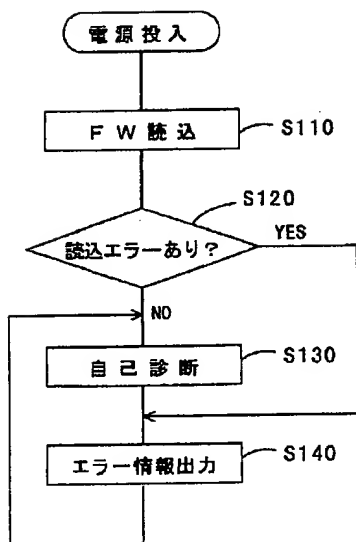 電源投入
FW読込
S110
S120
読込エラーあり?
YES
NO
自己診断
S130
エラー情報出力
S140